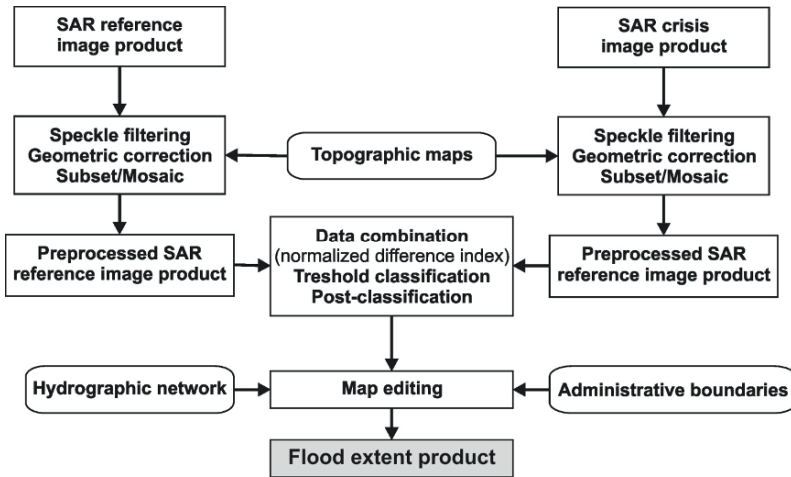 SAR reference
image product
SAR crisis
image product
Speckle filtering
Geometric correction
Subset/Mosaic
Topographic maps
Speckle filtering
Geometric correction
Subset/Mosaic
Preprocessed SAR
reference image product
Data combination
(normalized difference index)
Treshold classification
Post-classification
Preprocessed SAR
reference image product
Hydrographic network
Map editing
Administrative boundaries
Flood extent product